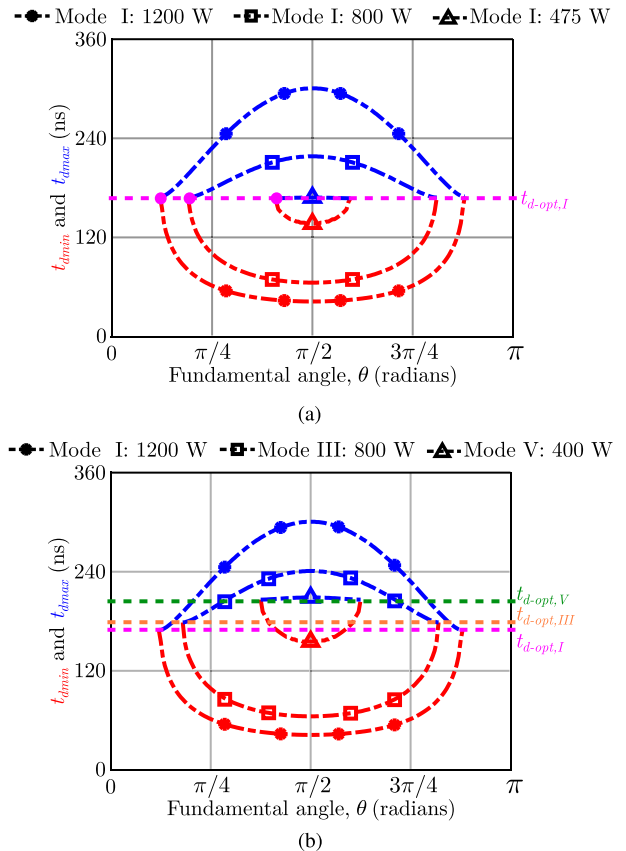 Mode I: 1200 W Mode I: 800 W Mode I: 475 W
360
240
120
0
t_dmin and t_dmax (ns)
t_d-opt,I
0 π/4 π/2 3π/4 π
Fundamental angle, θ (radians)
(a)
Mode I: 1200 W Mode III: 800 W Mode V: 400 W
360
240
120
0
t_dmin and t_dmax (ns)
t_d-opt,V
t_d-opt,III
t_d-opt,I
0 π/4 π/2 3π/4 π
Fundamental angle, θ (radians)
(b)